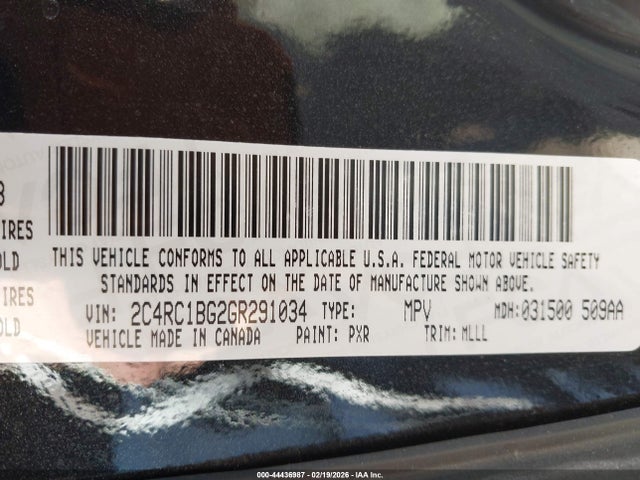 THIS VEHICLE CONFORMS TO ALL APPLICABLE U.S.A. FEDERAL MOTOR VEHICLE SAFETY
STANDARDS IN EFFECT ON THE DATE OF MANUFACTURE SHOWN ABOVE.
VIN: 2C4RC1BG2GR291034 TYPE: MPV MDH:031500 509AA
VEHICLE MADE IN CANADA PAINT: PXR TRIM: MLLL
3
IRES
OLD
IRES
OLD
000-44436987 - 02/19/2026 - IAA Inc.